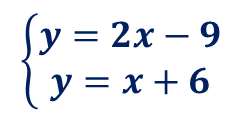 y = 2x − 9
y = x + 6